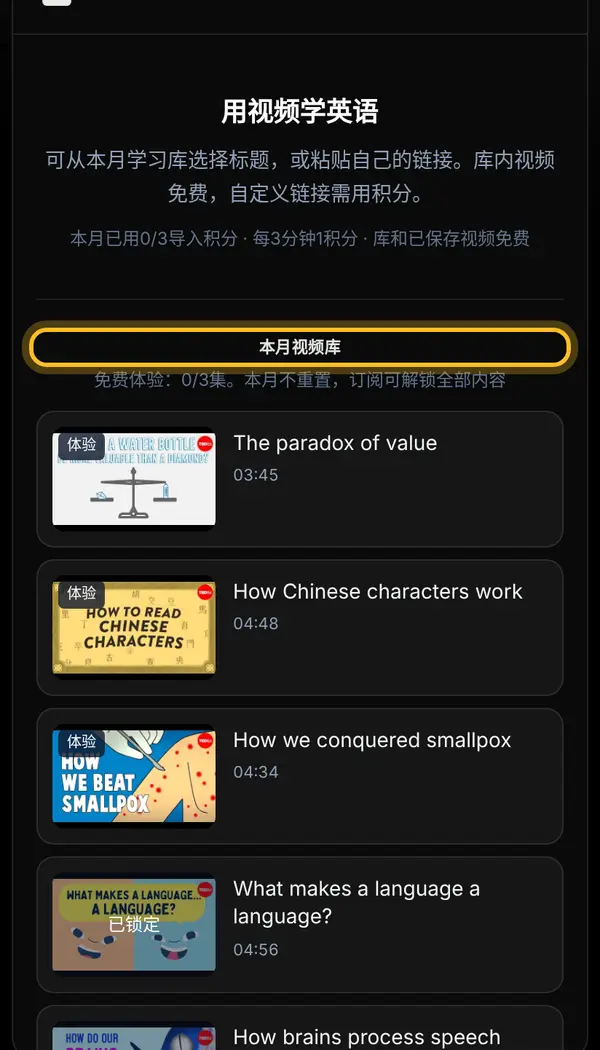 用视频学英语
可从本月学习库选择标题，或粘贴自己的链接。库内视频
免费，自定义链接需用积分。
本月已用0/3导入积分 · 每3分钟1积分 · 库和已保存视频免费
本月视频库
免费体验：0/3集。本月不重置，订阅可解锁全部内容
体验
A WATER BOTTLE
MORE VALUABLE THAN A DIAMOND?
The paradox of value
03:45
体验
HOW TO READ
CHINESE
CHARACTERS
How Chinese characters work
04:48
体验
HOW
WE BEAT
SMALLPOX
How we conquered smallpox
04:34
WHAT MAKES A LANGUAGE...
A LANGUAGE?
已锁定
What makes a language a
language?
04:56
HOW DO OUR
How brains process speech